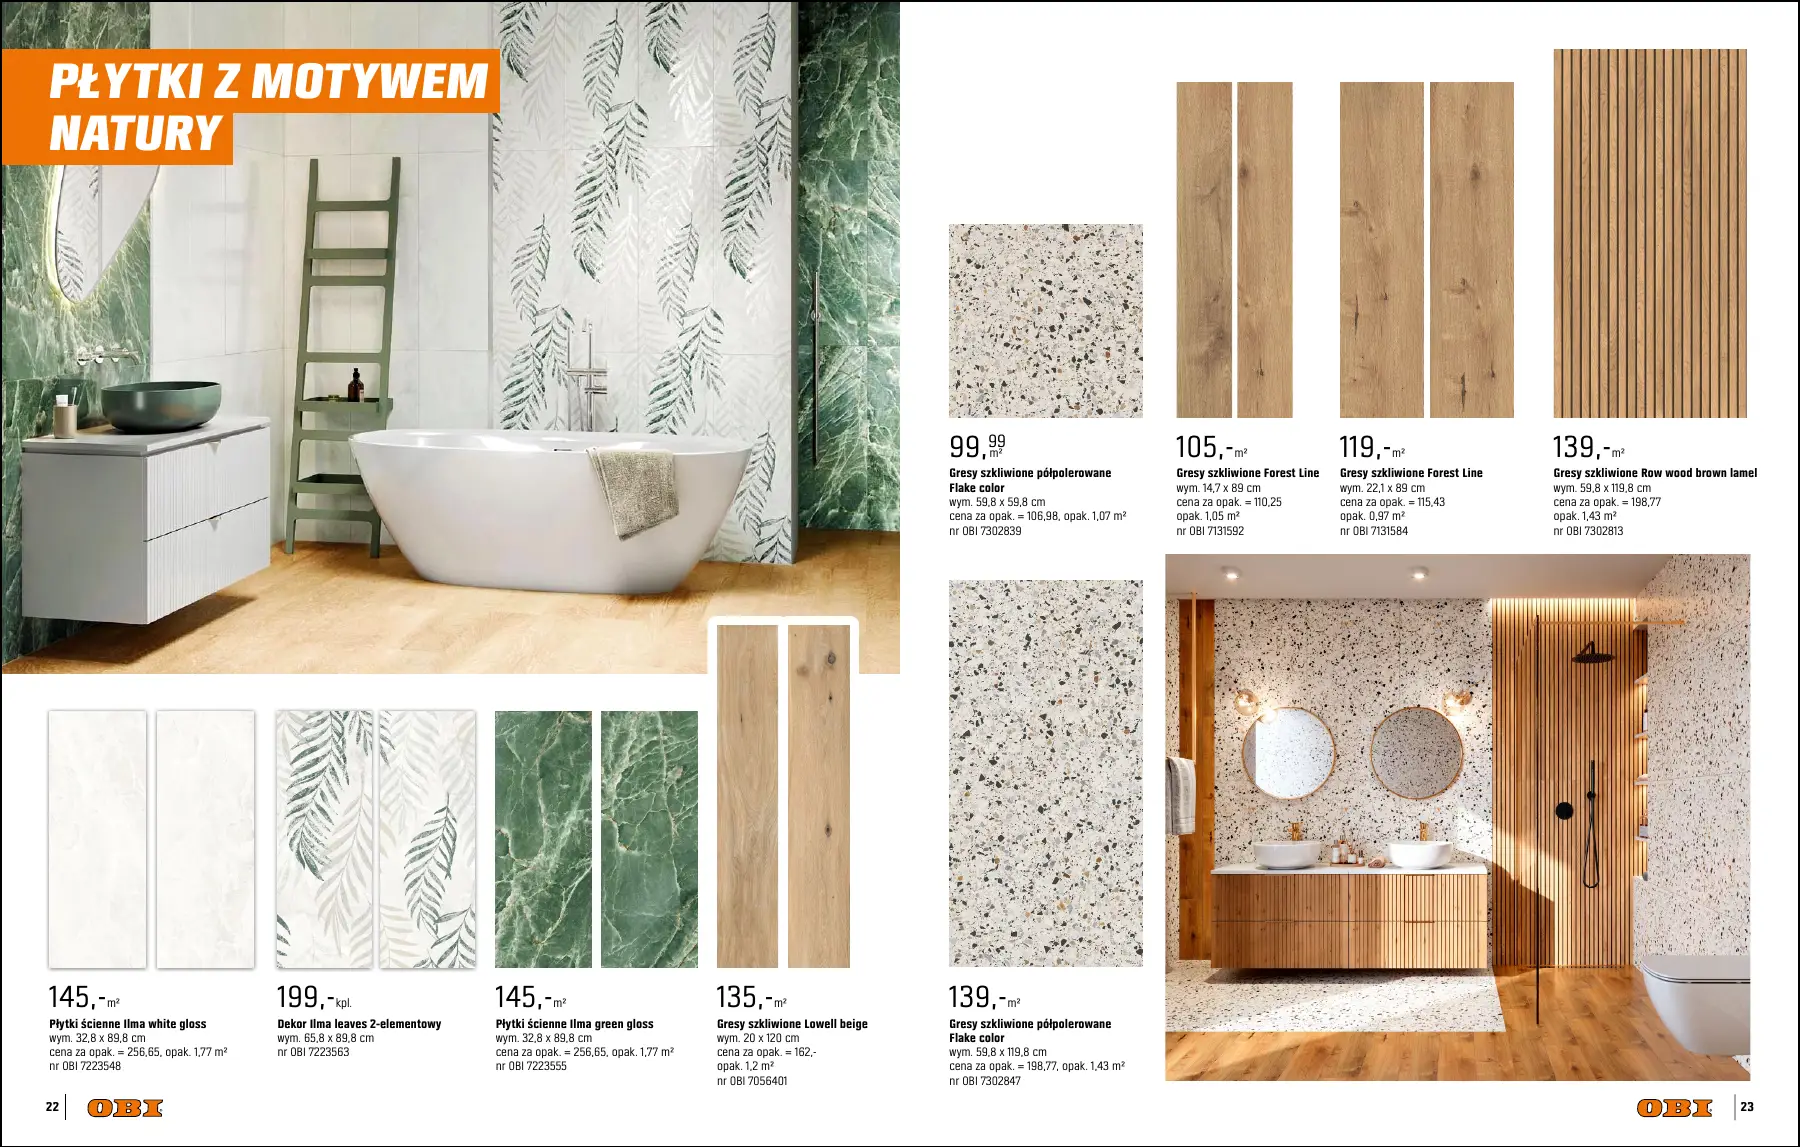 PŁYTKI Z MOTYWEM
NATURY
145,-m²
Płytki ścienne Ilma white gloss
wym. 32,8 x 89,8 cm
cena za opak. = 256,65, opak. 1,77 m²
nr OBI 7223548
199,-kpl.
Dekor Ilma leaves 2-elementowy
wym. 65,8 x 89,8 cm
nr OBI 7223563
145,-m²
Płytki ścienne Ilma green gloss
wym. 32,8 x 89,8 cm
cena za opak. = 256,65, opak. 1,77 m²
nr OBI 7223555
135,-m²
Gresy szkliwione Lowell beige
wym. 20 x 120 cm
cena za opak. = 162,-
opak. 1,2 m²
nr OBI 7056401
22
OBI
99,99 m²
Gresy szkliwione półpolerowane
Flake color
wym. 59,8 x 59,8 cm
cena za opak. = 106,98, opak. 1,07 m²
nr OBI 7302839
105,-m²
Gresy szkliwione Forest Line
wym. 14,7 x 89 cm
cena za opak. = 110,25
opak. 1,05 m²
nr OBI 7131592
119,-m²
Gresy szkliwione Forest Line
wym. 22,1 x 89 cm
cena za opak. = 115,43
opak. 0,97 m²
nr OBI 7131584
139,-m²
Gresy szkliwione Row wood brown lamel
wym. 59,8 x 119,8 cm
cena za opak. = 198,77
opak. 1,43 m²
nr OBI 7302813
139,-m²
Gresy szkliwione półpolerowane
Flake color
wym. 59,8 x 119,8 cm
cena za opak. = 198,77, opak. 1,43 m²
nr OBI 7302847
OBI
23